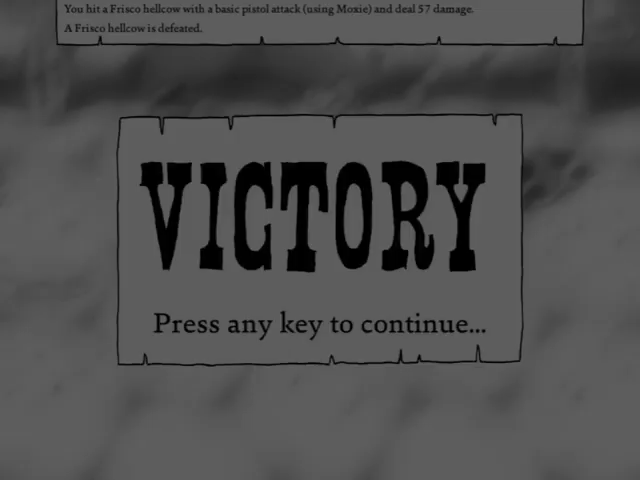 You hit a Frisco hellcow with a basic pistol attack (using Moxie) and deal 57 damage.
A Frisco hellcow is defeated.
VICTORY
Press any key to continue...